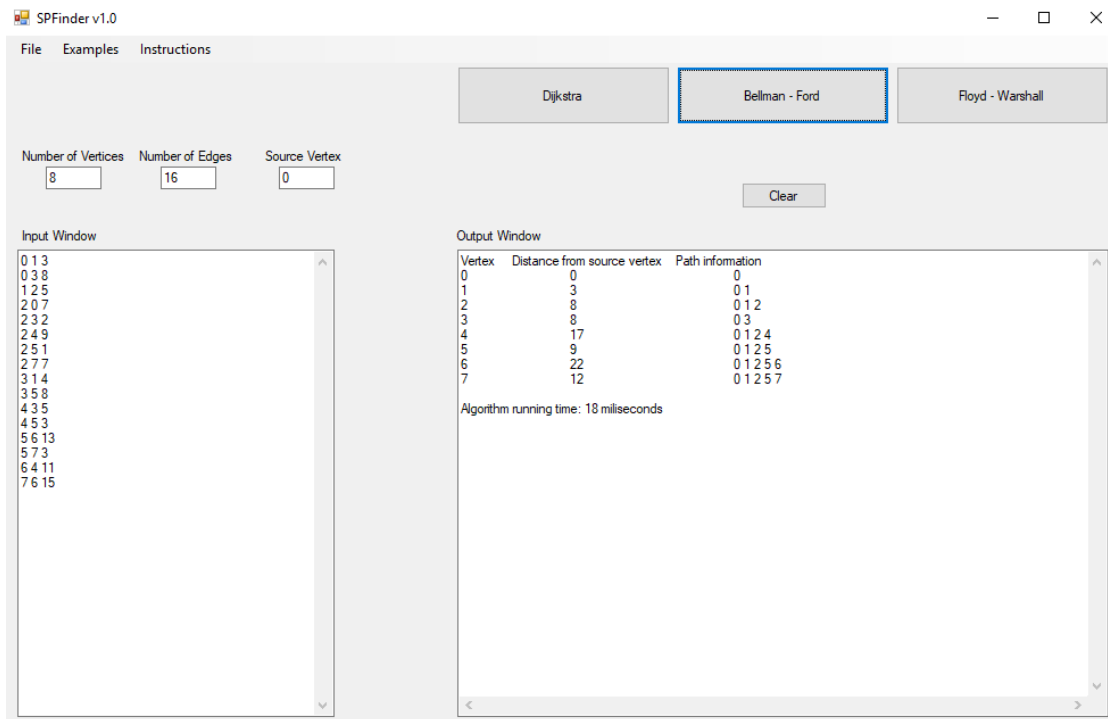 SPFinder v1.0
File Examples Instructions
Dijkstra Bellman - Ford Floyd - Warshall
Number of Vertices Number of Edges Source Vertex
8 16 0
Clear
Input Window
0 1 3
0 3 8
1 2 5
2 0 7
2 3 2
2 4 9
2 5 1
2 7 7
3 1 4
3 5 8
4 3 5
4 5 3
5 6 13
5 7 3
6 4 11
7 6 15
Output Window
Vertex Distance from source vertex Path information
0 0 0
1 3 0 1
2 8 0 1 2
3 8 0 3
4 17 0 1 2 4
5 9 0 1 2 5
6 22 0 1 2 5 6
7 12 0 1 2 5 7
Algorithm running time: 18 miliseconds